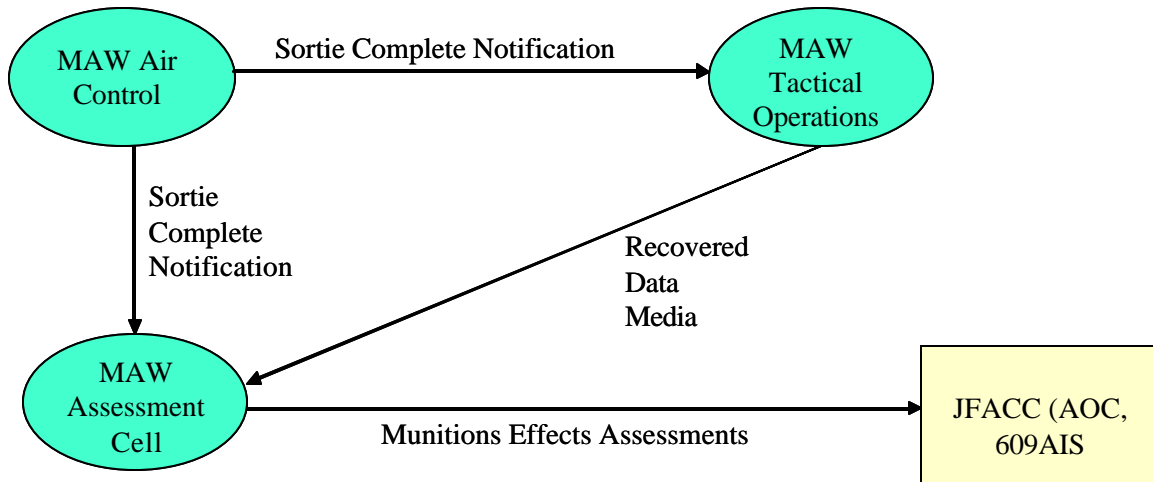 MAW Air
Control
Sortie Complete Notification
MAW
Tactical
Operations
Sortie
Complete
Notification
Recovered
Data
Media
MAW
Assessment
Cell
Munitions Effects Assessments
JFACC (AOC,
609AIS